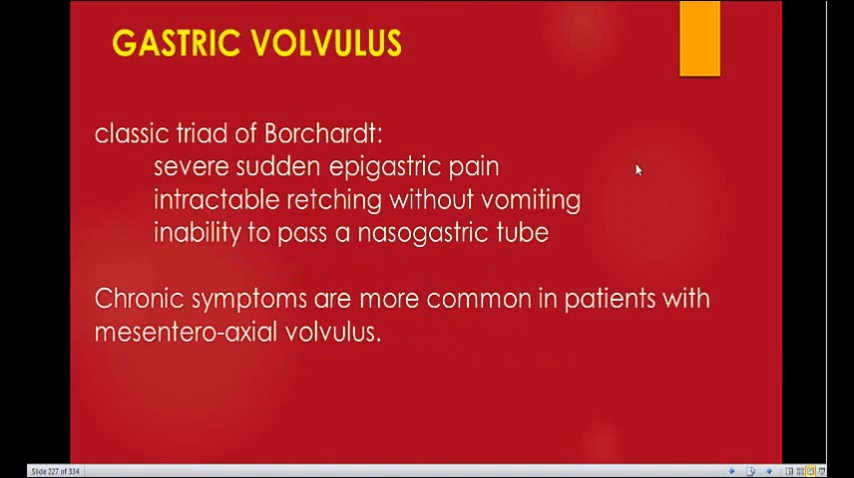 GASTRIC VOLVULUS
classic triad of Borchardt:
severe sudden epigastric pain
intractable retching without vomiting
inability to pass a nasogastric tube
Chronic symptoms are more common in patients with
mesentero-axial volvulus.
Slide 227 of 334